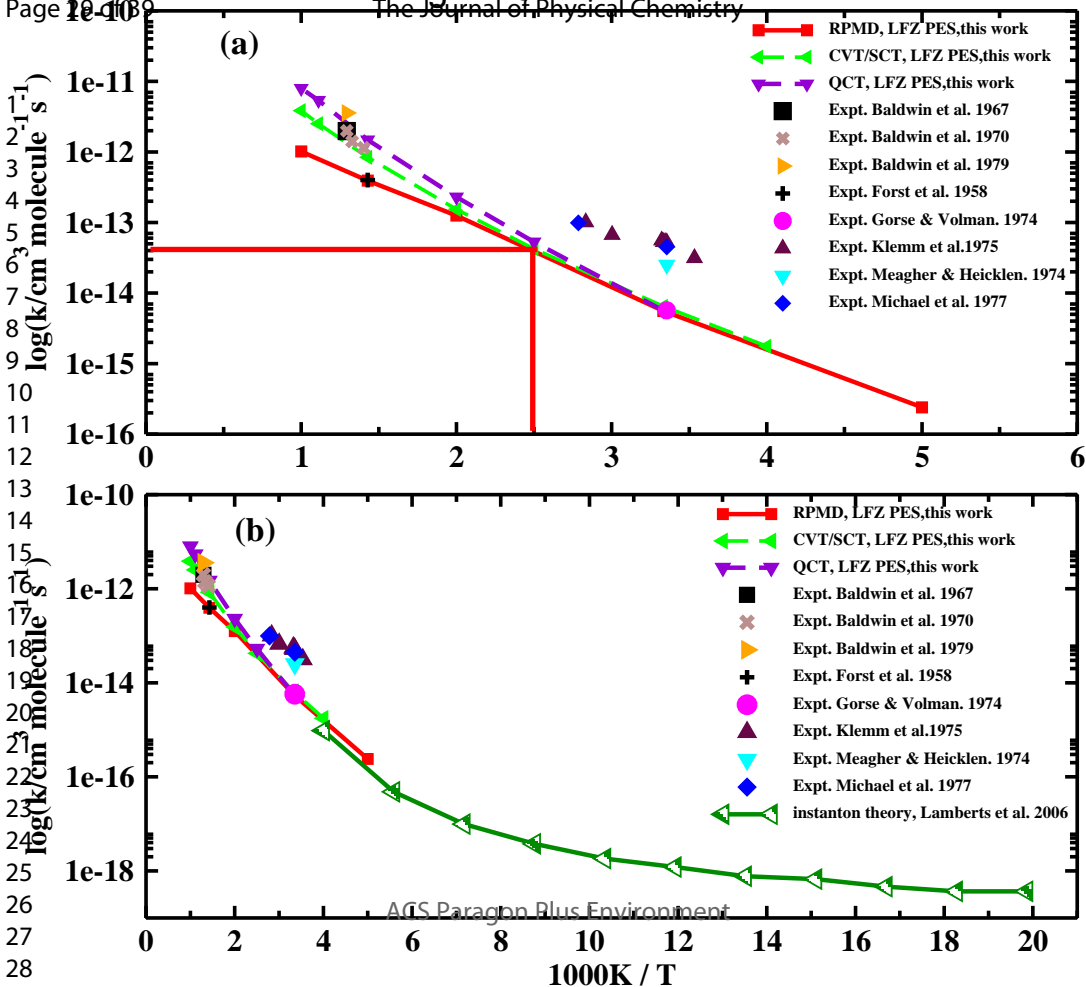 The Journal of Physical Chemistry
1e-10
(a)
1e-11
1e-12
1e-13
1e-14
1e-15
1e-16
0 1 2 3 4 5 6
log(k/cm³ molecule⁻¹ s⁻¹)
RPMD, LFZ PES,this work
CVT/SCT, LFZ PES,this work
QCT, LFZ PES,this work
Expt. Baldwin et al. 1967
Expt. Baldwin et al. 1970
Expt. Baldwin et al. 1979
Expt. Forst et al. 1958
Expt. Gorse & Volman. 1974
Expt. Klemm et al.1975
Expt. Meagher & Heicklen. 1974
Expt. Michael et al. 1977
1
2
3
4
5
6
7
8
9
10
11
12
13
14
15
16
17
18
19
20
21
22
23
24
25
26
27
28
1e-10
(b)
1e-12
1e-14
1e-16
1e-18
0 2 4 6 8 10 12 14 16 18 20
log(k/cm³ molecule⁻¹ s⁻¹)
RPMD, LFZ PES,this work
CVT/SCT, LFZ PES,this work
QCT, LFZ PES,this work
Expt. Baldwin et al. 1967
Expt. Baldwin et al. 1970
Expt. Baldwin et al. 1979
Expt. Forst et al. 1958
Expt. Gorse & Volman. 1974
Expt. Klemm et al.1975
Expt. Meagher & Heicklen. 1974
Expt. Michael et al. 1977
instanton theory, Lamberts et al. 2006
ACS Paragon Plus Environment
1000K / T